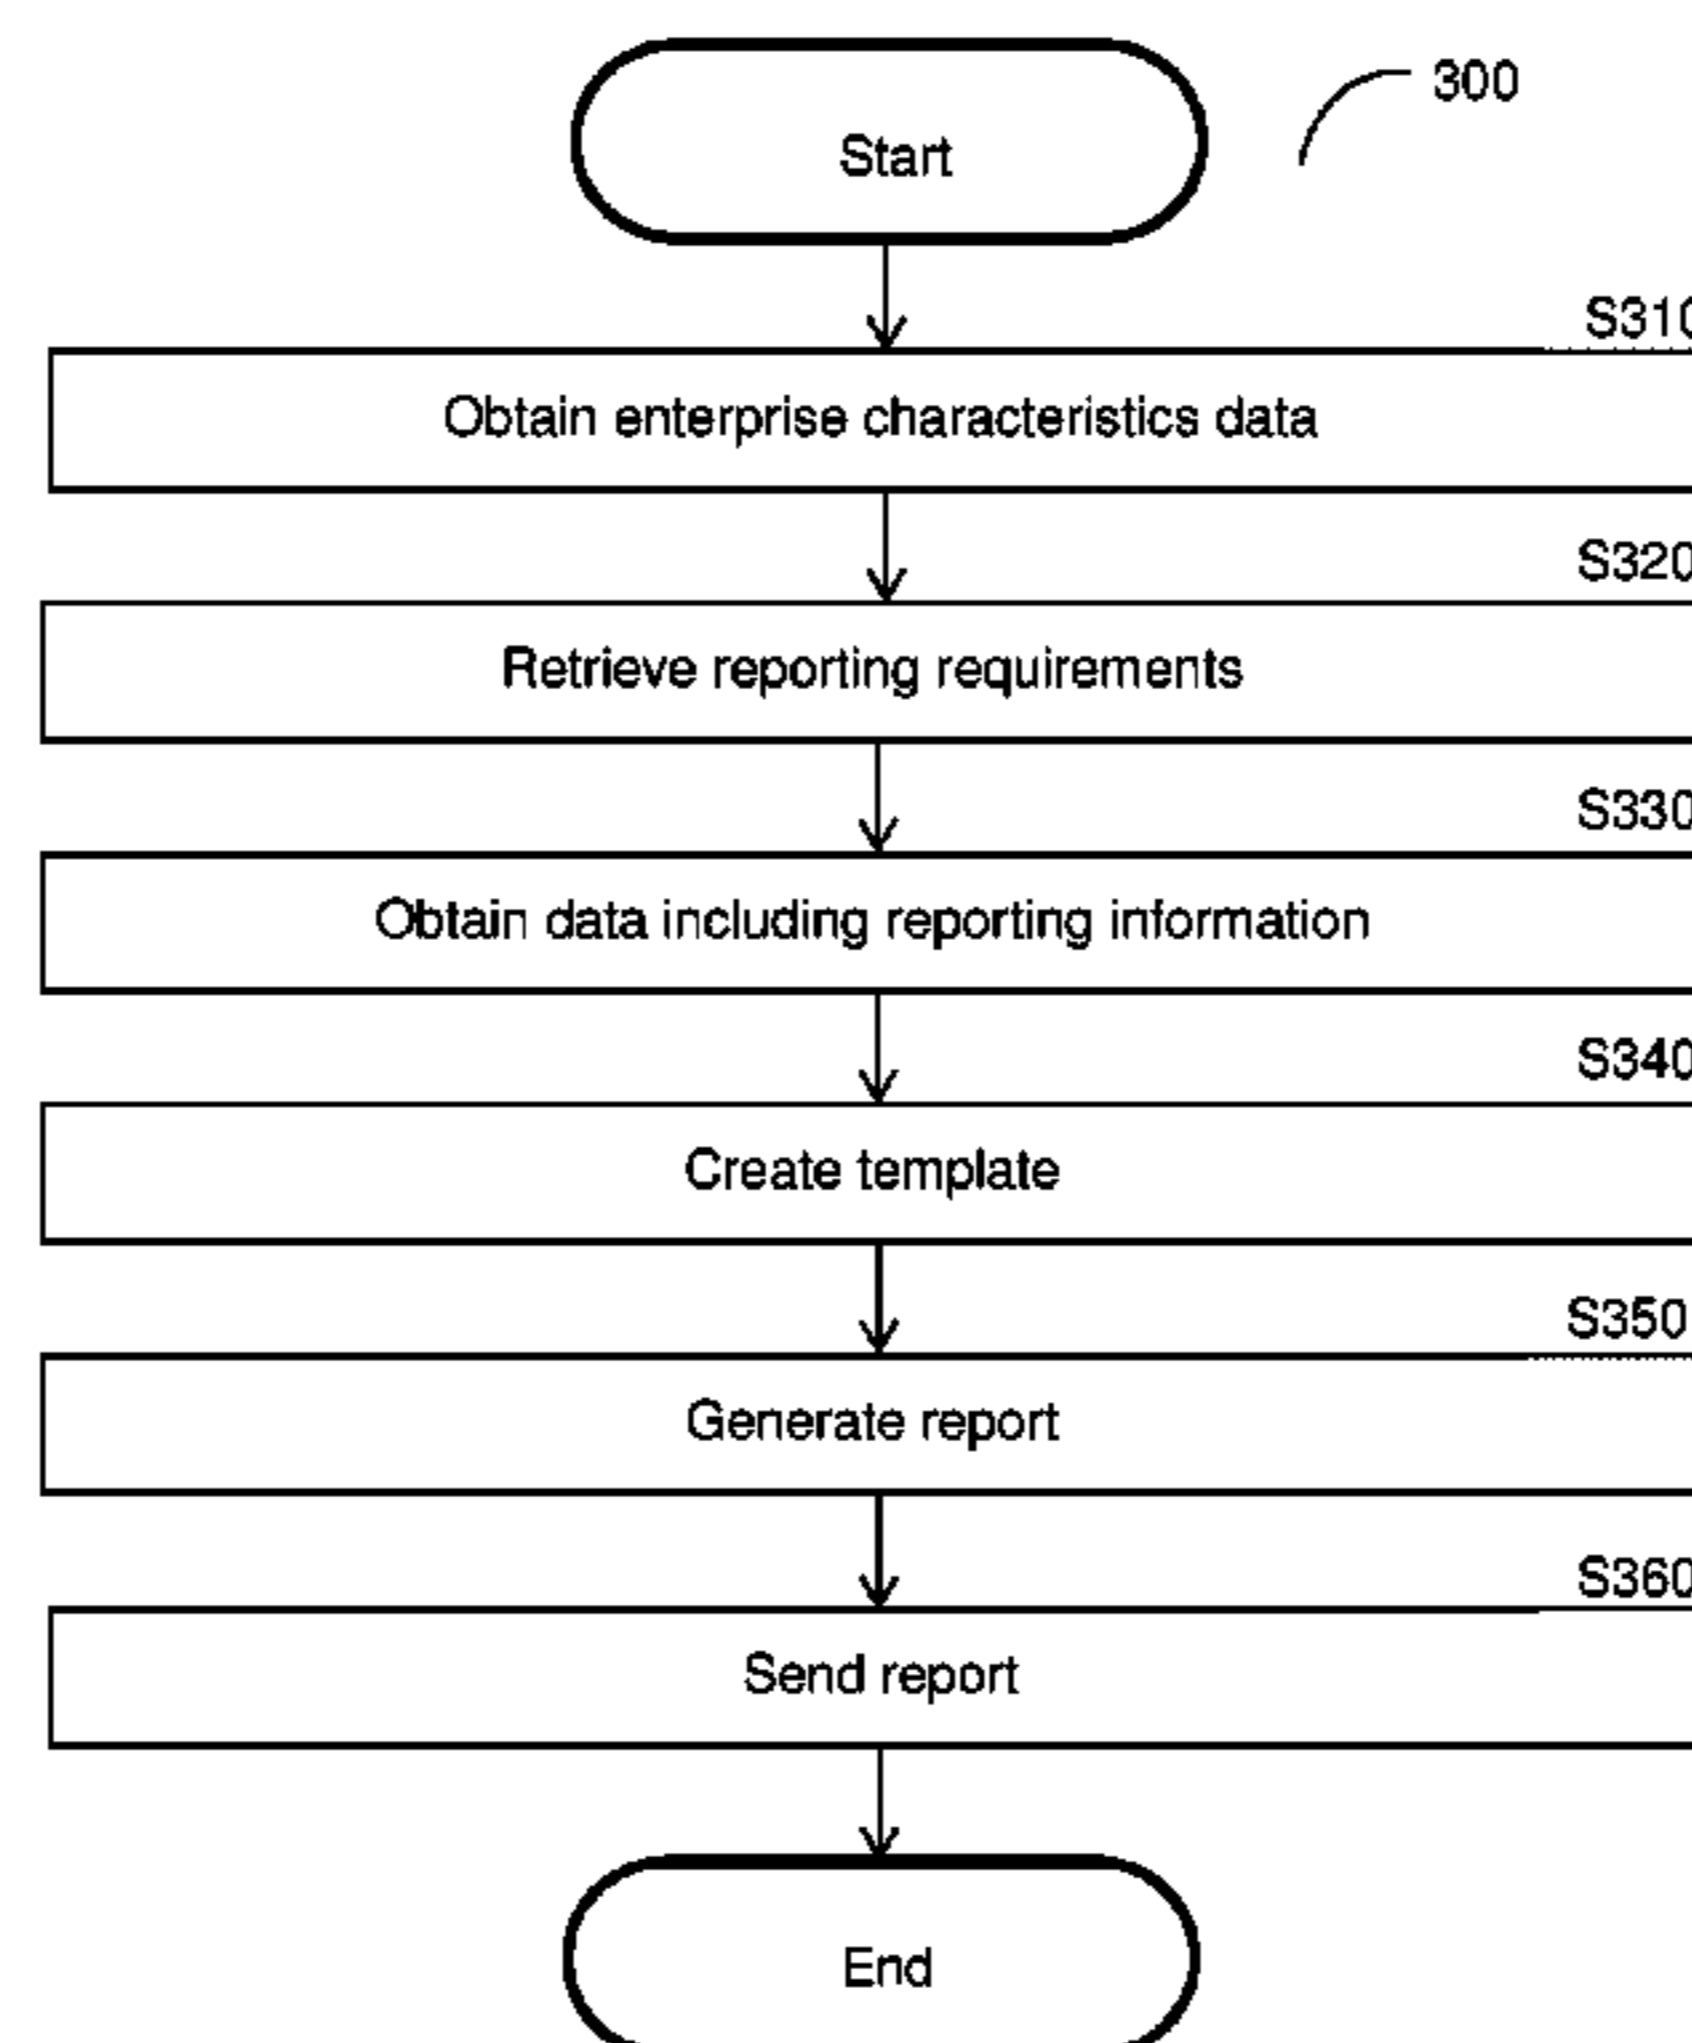 300
Start
S310
Obtain enterprise characteristics data
S320
Retrieve reporting requirements
S330
Obtain data including reporting information
S340
Create template
S350
Generate report
S360
Send report
End